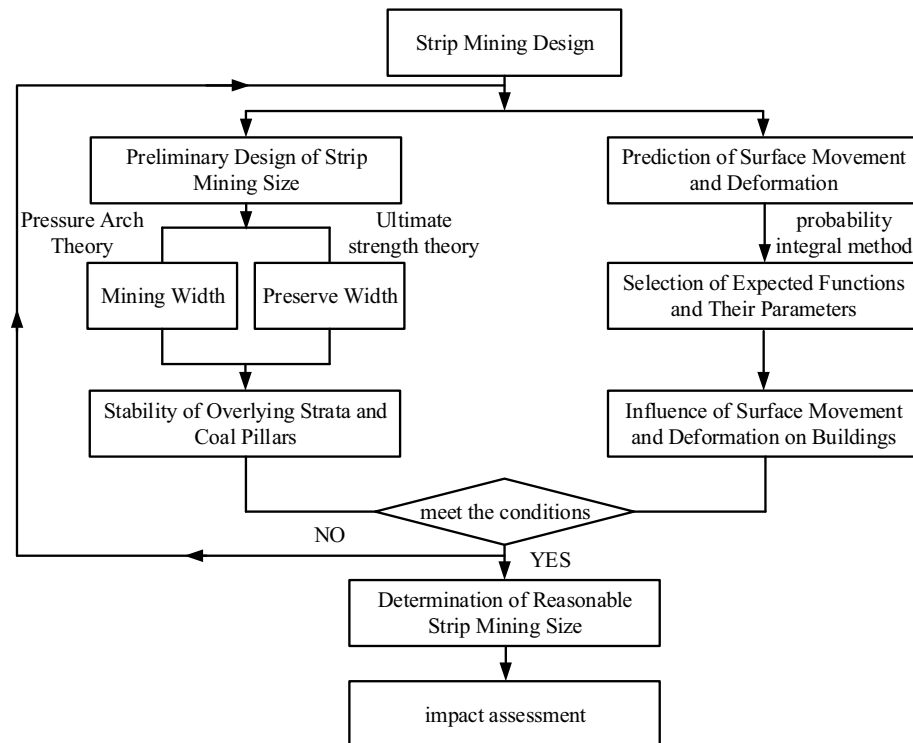 Strip Mining Design
Preliminary Design of Strip
Mining Size
Prediction of Surface Movement
and Deformation
Pressure Arch
Theory
Ultimate
strength theory
probability
integral method
Mining Width
Preserve Width
Selection of Expected Functions
and Their Parameters
Stability of Overlying Strata and
Coal Pillars
Influence of Surface Movement
and Deformation on Buildings
meet the conditions
NO
YES
Determination of Reasonable
Strip Mining Size
impact assessment